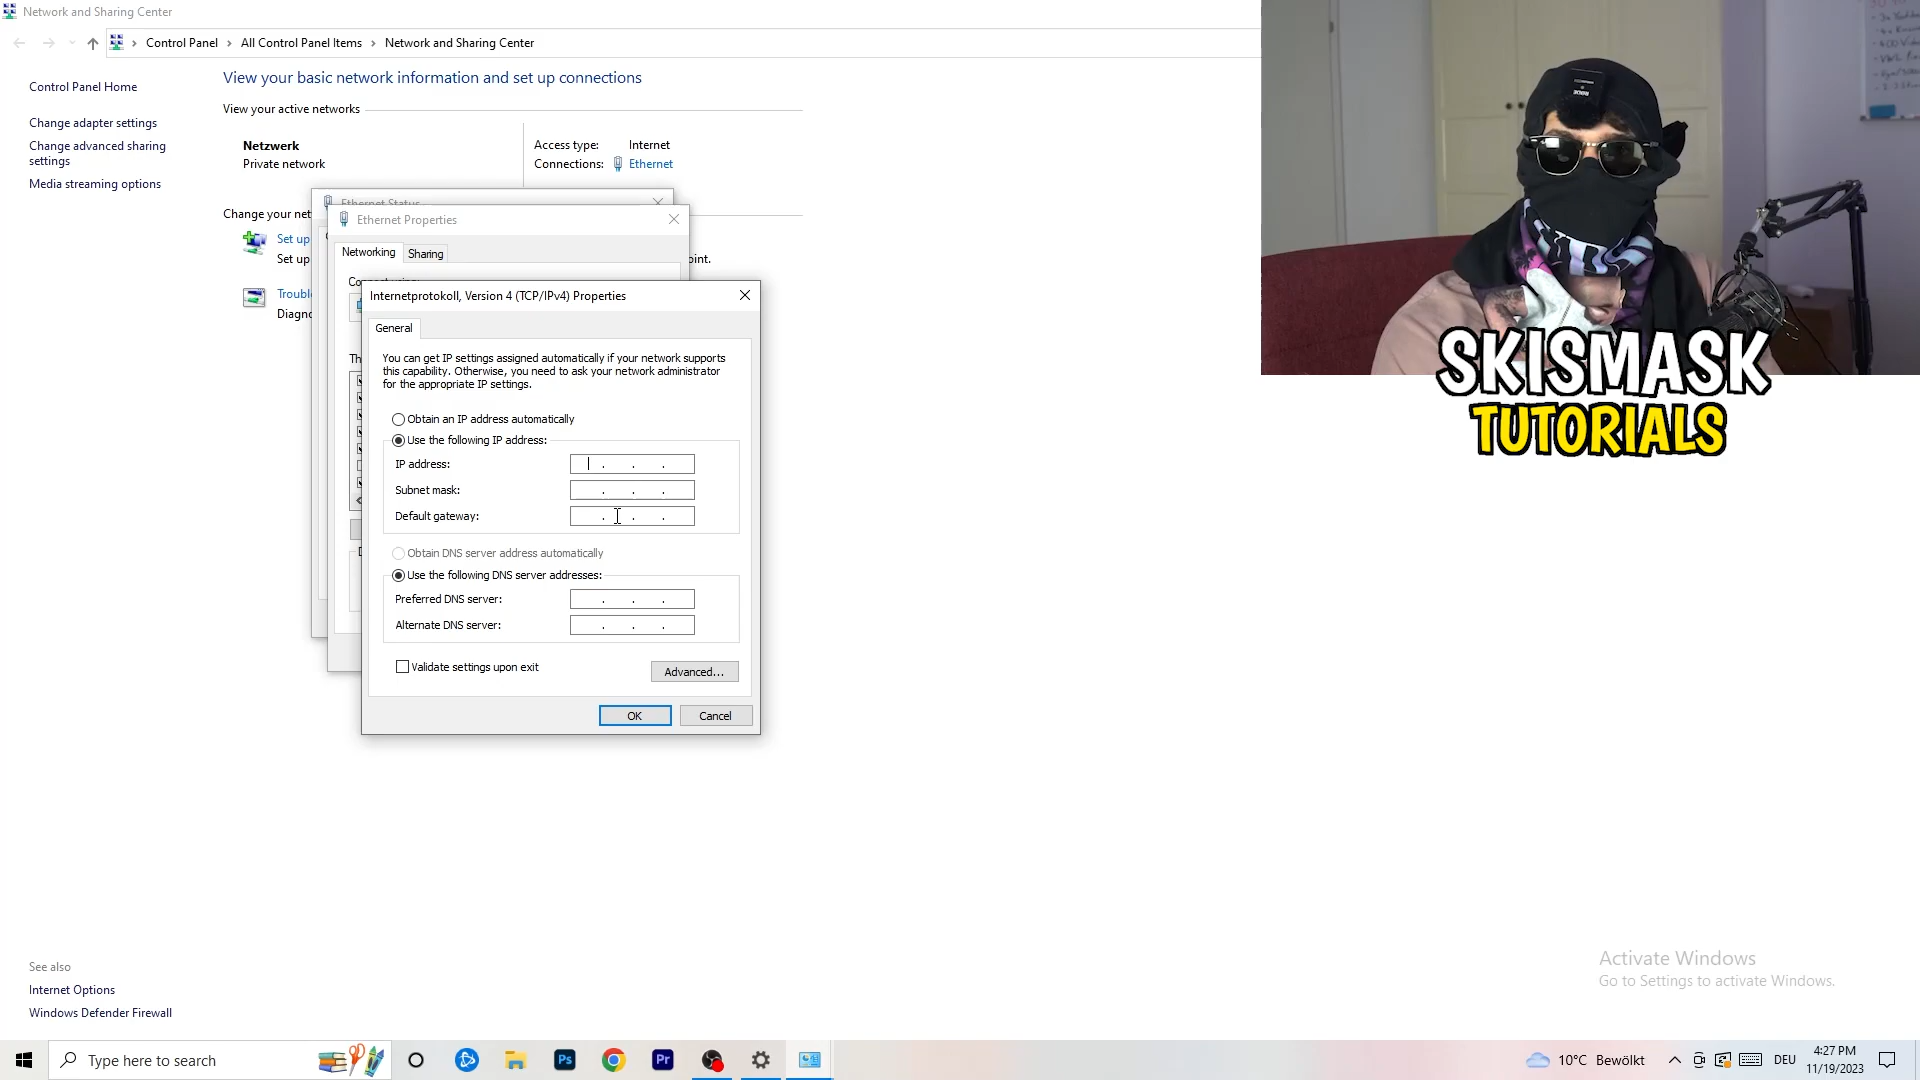 Network and Sharing Center
Control Panel > All Control Panel Items > Network and Sharing Center
Control Panel Home
Change adapter settings
Change advanced sharing
settings
Media streaming options
View your basic network information and set up connections
View your active networks
Netzwerk
Private network
Access type: Internet
Connections: Ethernet
Change your net
Set up
Set up
oint.
Troubl
Diagno
Ethernet Status
Ethernet Properties
Networking Sharing
Internetprotokoll, Version 4 (TCP/IPv4) Properties
General
You can get IP settings assigned automatically if your network supports
this capability. Otherwise, you need to ask your network administrator
for the appropriate IP settings.
Obtain an IP address automatically
Use the following IP address:
IP address: . . .
Subnet mask: . . .
Default gateway: . . .
Obtain DNS server address automatically
Use the following DNS server addresses:
Preferred DNS server: . . .
Alternate DNS server: . . .
Validate settings upon exit
Advanced...
OK Cancel
SKISMASK
TUTORIALS
RODE
See also
Internet Options
Windows Defender Firewall
Activate Windows
Go to Settings to activate Windows.
Type here to search
Ps
Pr
10°C Bewölkt
DEU
4:27 PM
11/19/2023